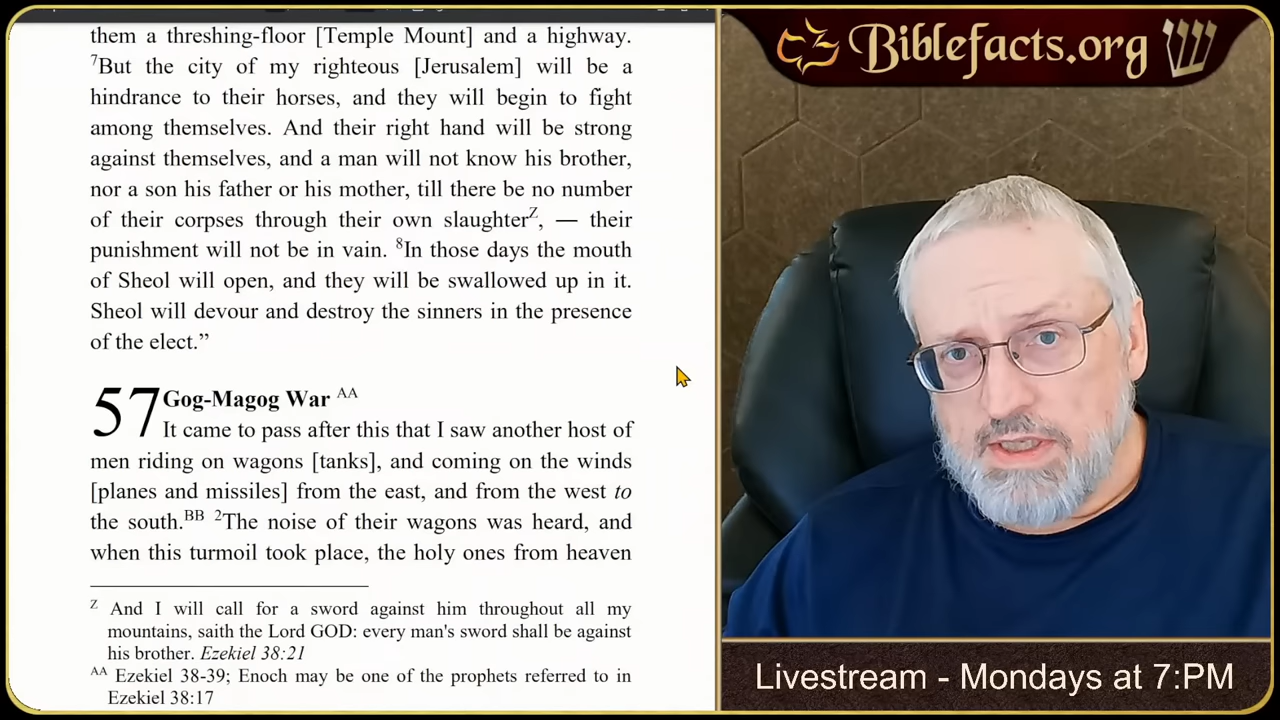 them a threshing-floor [Temple Mount] and a highway.
⁷But the city of my righteous [Jerusalem] will be a
hindrance to their horses, and they will begin to fight
among themselves. And their right hand will be strong
against themselves, and a man will not know his brother,
nor a son his father or his mother, till there be no number
of their corpses through their own slaughterᶻ, — their
punishment will not be in vain. ⁸In those days the mouth
of Sheol will open, and they will be swallowed up in it.
Sheol will devour and destroy the sinners in the presence
of the elect.”
57 Gog-Magog War AA
It came to pass after this that I saw another host of
men riding on wagons [tanks], and coming on the winds
[planes and missiles] from the east, and from the west to
the south.BB ²The noise of their wagons was heard, and
when this turmoil took place, the holy ones from heaven
Z And I will call for a sword against him throughout all my
mountains, saith the Lord GOD: every man's sword shall be against
his brother. Ezekiel 38:21
AA Ezekiel 38-39; Enoch may be one of the prophets referred to in
Ezekiel 38:17
Biblefacts.org
Livestream - Mondays at 7:PM